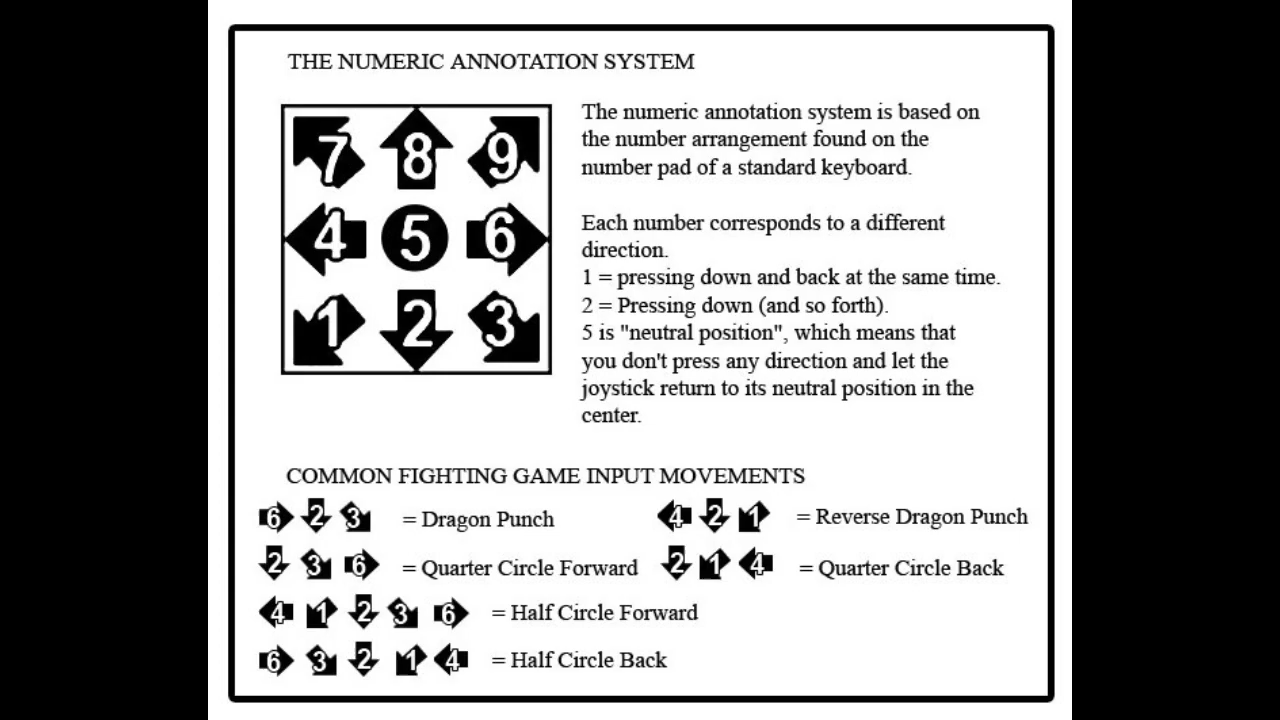 THE NUMERIC ANNOTATION SYSTEM
7 8 9
4 5 6
1 2 3
The numeric annotation system is based on
the number arrangement found on the
number pad of a standard keyboard.
Each number corresponds to a different
direction.
1 = pressing down and back at the same time.
2 = Pressing down (and so forth).
5 is "neutral position", which means that
you don't press any direction and let the
joystick return to its neutral position in the
center.
COMMON FIGHTING GAME INPUT MOVEMENTS
6 2 3 = Dragon Punch
4 2 1 = Reverse Dragon Punch
2 3 6 = Quarter Circle Forward
2 1 4 = Quarter Circle Back
4 1 2 3 6 = Half Circle Forward
6 3 2 1 4 = Half Circle Back